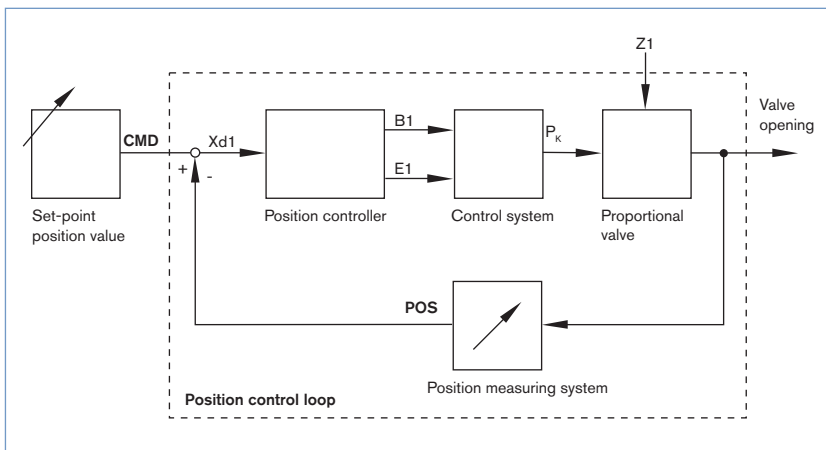 Z1
Valve
opening
B1
CMD
Xd1
P_K
+
-
E1
Set-point
position value
Position controller
Control system
Proportional
valve
POS
Position measuring system
Position control loop